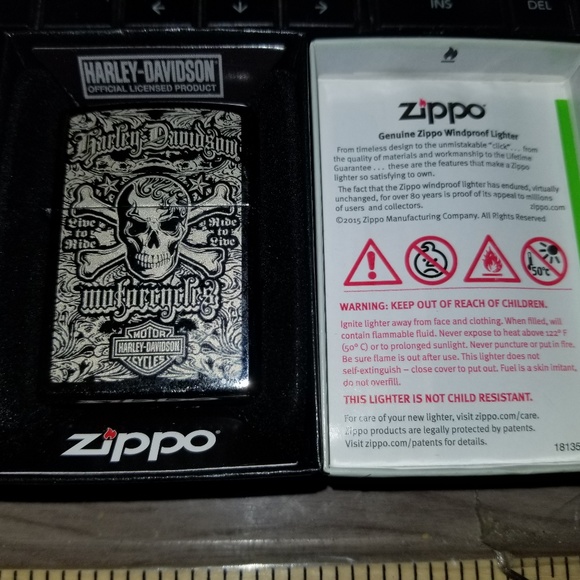 INS
DEL
HARLEY-DAVIDSON
OFFICIAL LICENSED PRODUCT
Harley-Davidson
Live to Ride
Ride to Live
motorcycles
MOTOR
HARLEY-DAVIDSON
CYCLES
zippo
zippo
Genuine Zippo Windproof Lighter
From timeless design to the unmistakable "click"... from
the quality of materials and workmanship to the Lifetime
Guarantee... these are the features that make a Zippo
lighter so satisfying to own.
The fact that the Zippo windproof lighter has endured, virtually
unchanged, for over 80 years is proof of its appeal to millions
of users and collectors. zippo.com
©2015 Zippo Manufacturing Company. All Rights Reserved
50°C
WARNING: KEEP OUT OF REACH OF CHILDREN.
Ignite lighter away from face and clothing. When filled, will
contain flammable fluid. Never expose to heat above 122° F
(50° C) or to prolonged sunlight. Never puncture or put in fire.
Be sure flame is out after use. This lighter does not
self-extinguish – close cover to put out. Fuel is a skin irritant,
do not overfill.
THIS LIGHTER IS NOT CHILD RESISTANT.
For care of your new lighter, visit zippo.com/care.
Zippo products are legally protected by patents.
Visit zippo.com/patents for details.
18135